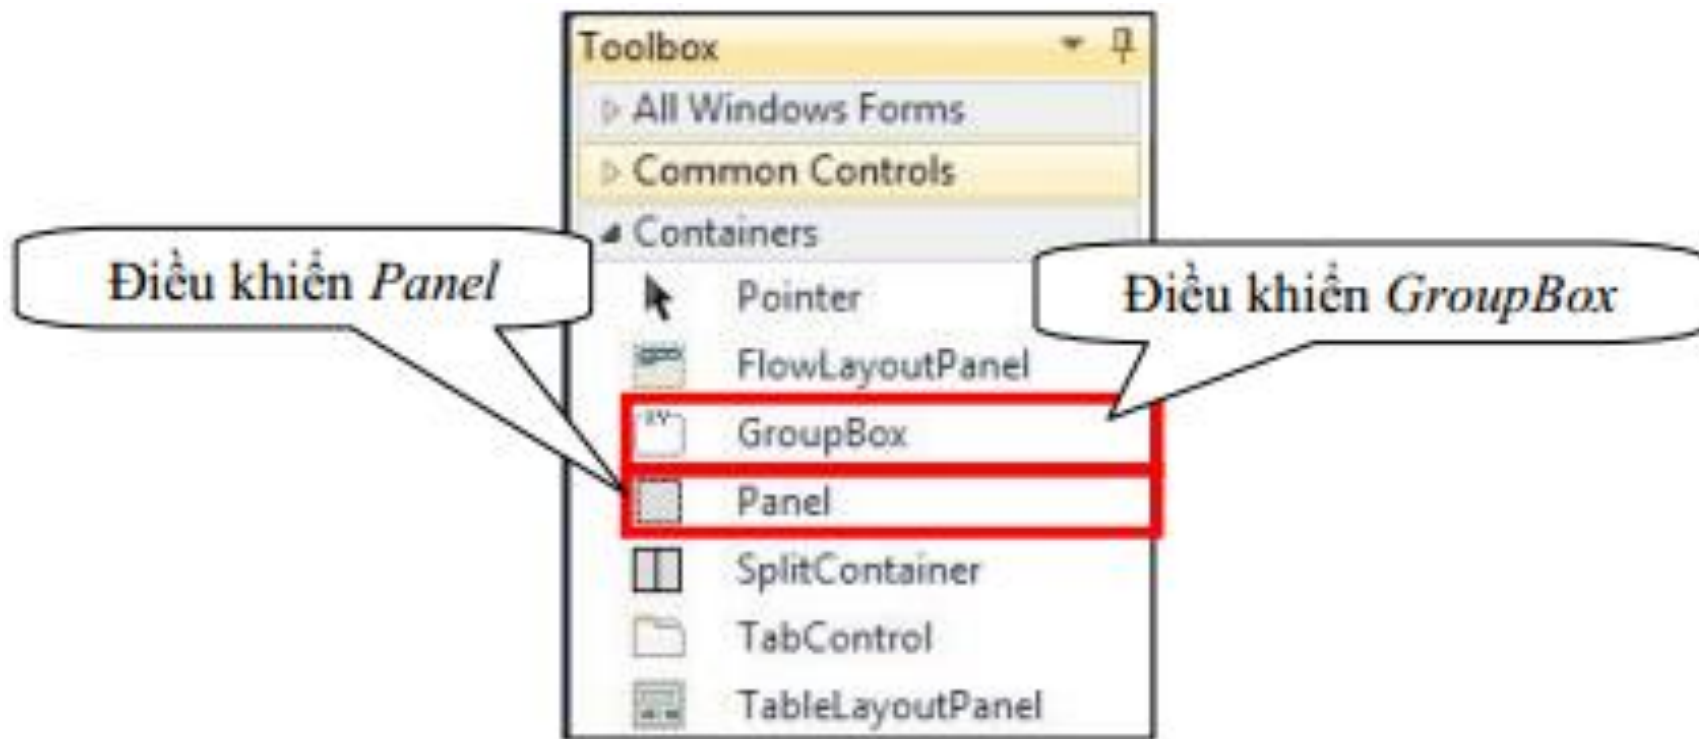 Toolbox
All Windows Forms
Common Controls
Containers
Điều khiển Panel
Pointer
Điều khiển GroupBox
FlowLayoutPanel
GroupBox
Panel
SplitContainer
TabControl
TableLayoutPanel